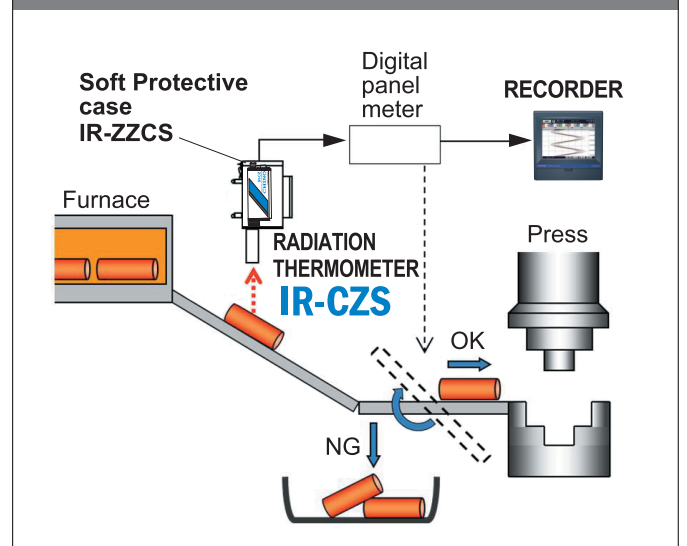 Soft Protective
case
IR-ZZCS
Digital
panel
meter
RECORDER
Furnace
RADIATION
THERMOMETER
IR-CZS
Press
OK
NG